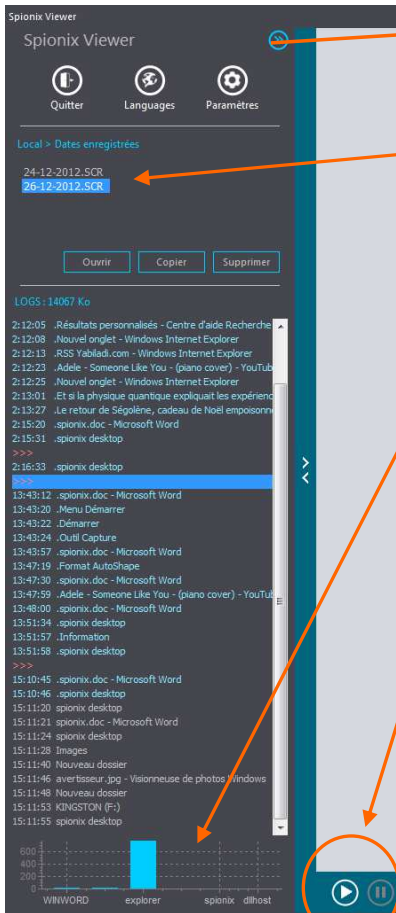 Spionix Viewer
Spionix Viewer
Quitter Languages Paramètres
Local > Dates enregistrées
24-12-2012.SCR
26-12-2012.SCR
Ouvrir Copier Supprimer
LOGS : 14067 Ko
2:12:05 .Résultats personnalisés - Centre d'aide Recherche
2:12:08 .Nouvel onglet - Windows Internet Explorer
2:12:13 .RSS Yabiladi.com - Windows Internet Explorer
2:12:23 .Adele - Someone Like You - (piano cover) - YouTub
2:12:25 .Nouvel onglet - Windows Internet Explorer
2:13:01 .Et si la physique quantique expliquait les expérienc
2:13:27 .Le retour de Ségolène, cadeau de Noël empoisonn
2:15:20 .spionix.doc - Microsoft Word
2:15:31 .spionix desktop
>>>
2:16:33 .spionix desktop
>>>
13:43:12 .spionix.doc - Microsoft Word
13:43:20 .Menu Démarrer
13:43:22 .Démarrer
13:43:24 .Outil Capture
13:43:57 .spionix.doc - Microsoft Word
13:47:19 .Format AutoShape
13:47:30 .spionix.doc - Microsoft Word
13:47:59 .Adele - Someone Like You - (piano cover) - YouTub
13:48:00 .spionix.doc - Microsoft Word
13:51:34 .spionix desktop
13:51:57 .Information
13:51:58 .spionix desktop
>>>
15:10:45 .spionix.doc - Microsoft Word
15:10:46 .spionix desktop
15:11:20 spionix desktop
15:11:21 spionix.doc - Microsoft Word
15:11:24 spionix desktop
15:11:28 Images
15:11:40 Nouveau dossier
15:11:46 avertisseur.jpg - Visionneuse de photos Windows
15:11:48 Nouveau dossier
15:11:53 KINGSTON (F:)
15:11:55 spionix desktop
600
400
200
0
WINWORD explorer spionix dllhost